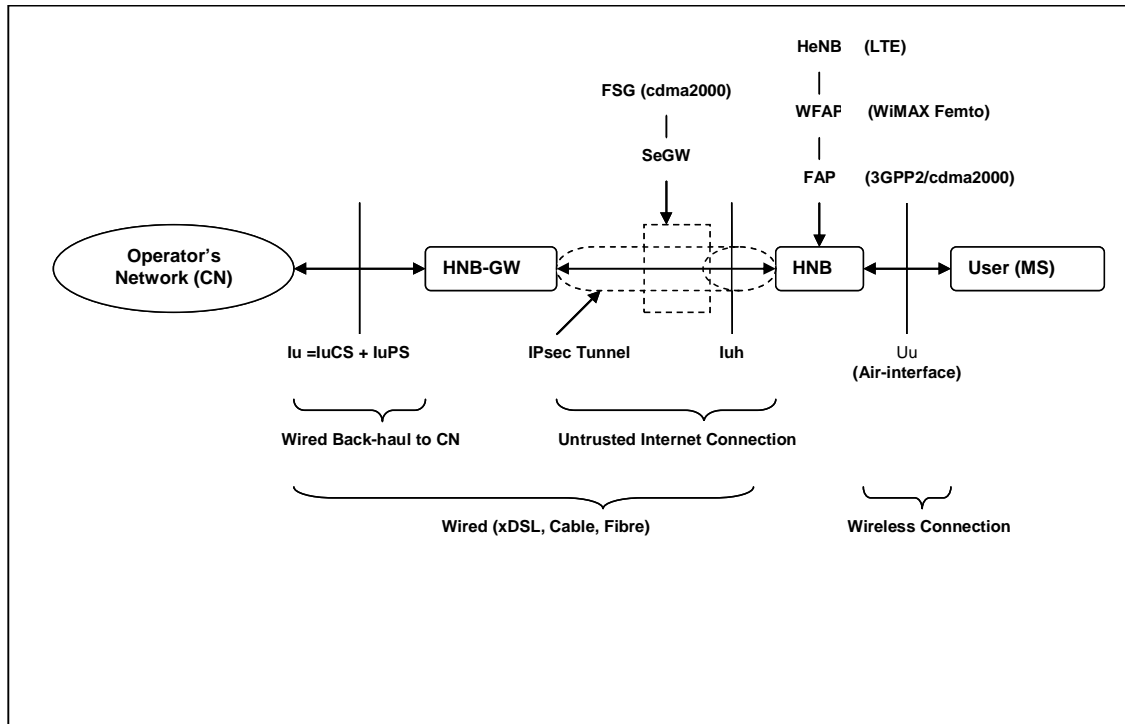 HeNB (LTE)
FSG (cdma2000)
WFAP (WiMAX Femto)
SeGW
FAP (3GPP2/cdma2000)
Operator's
Network (CN)
HNB-GW
HNB
User (MS)
Iu =IuCS + IuPS
IPsec Tunnel
Iuh
Uu
(Air-interface)
Wired Back-haul to CN
Untrusted Internet Connection
Wired (xDSL, Cable, Fibre)
Wireless Connection